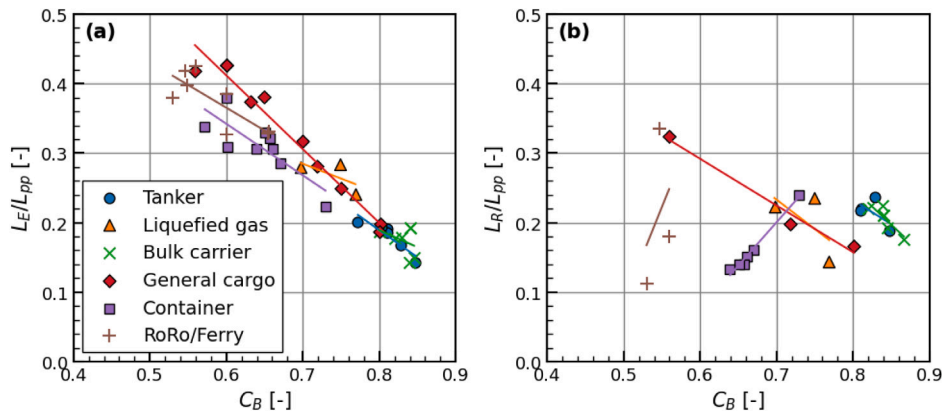 (a)
L_E/L_pp [-]
0.5
0.4
0.3
0.2
0.1
0.0
Tanker
Liquefied gas
Bulk carrier
General cargo
Container
RoRo/Ferry
0.4 0.5 0.6 0.7 0.8 0.9
C_B [-]
(b)
L_R/L_pp [-]
0.5
0.4
0.3
0.2
0.1
0.0
0.4 0.5 0.6 0.7 0.8 0.9
C_B [-]